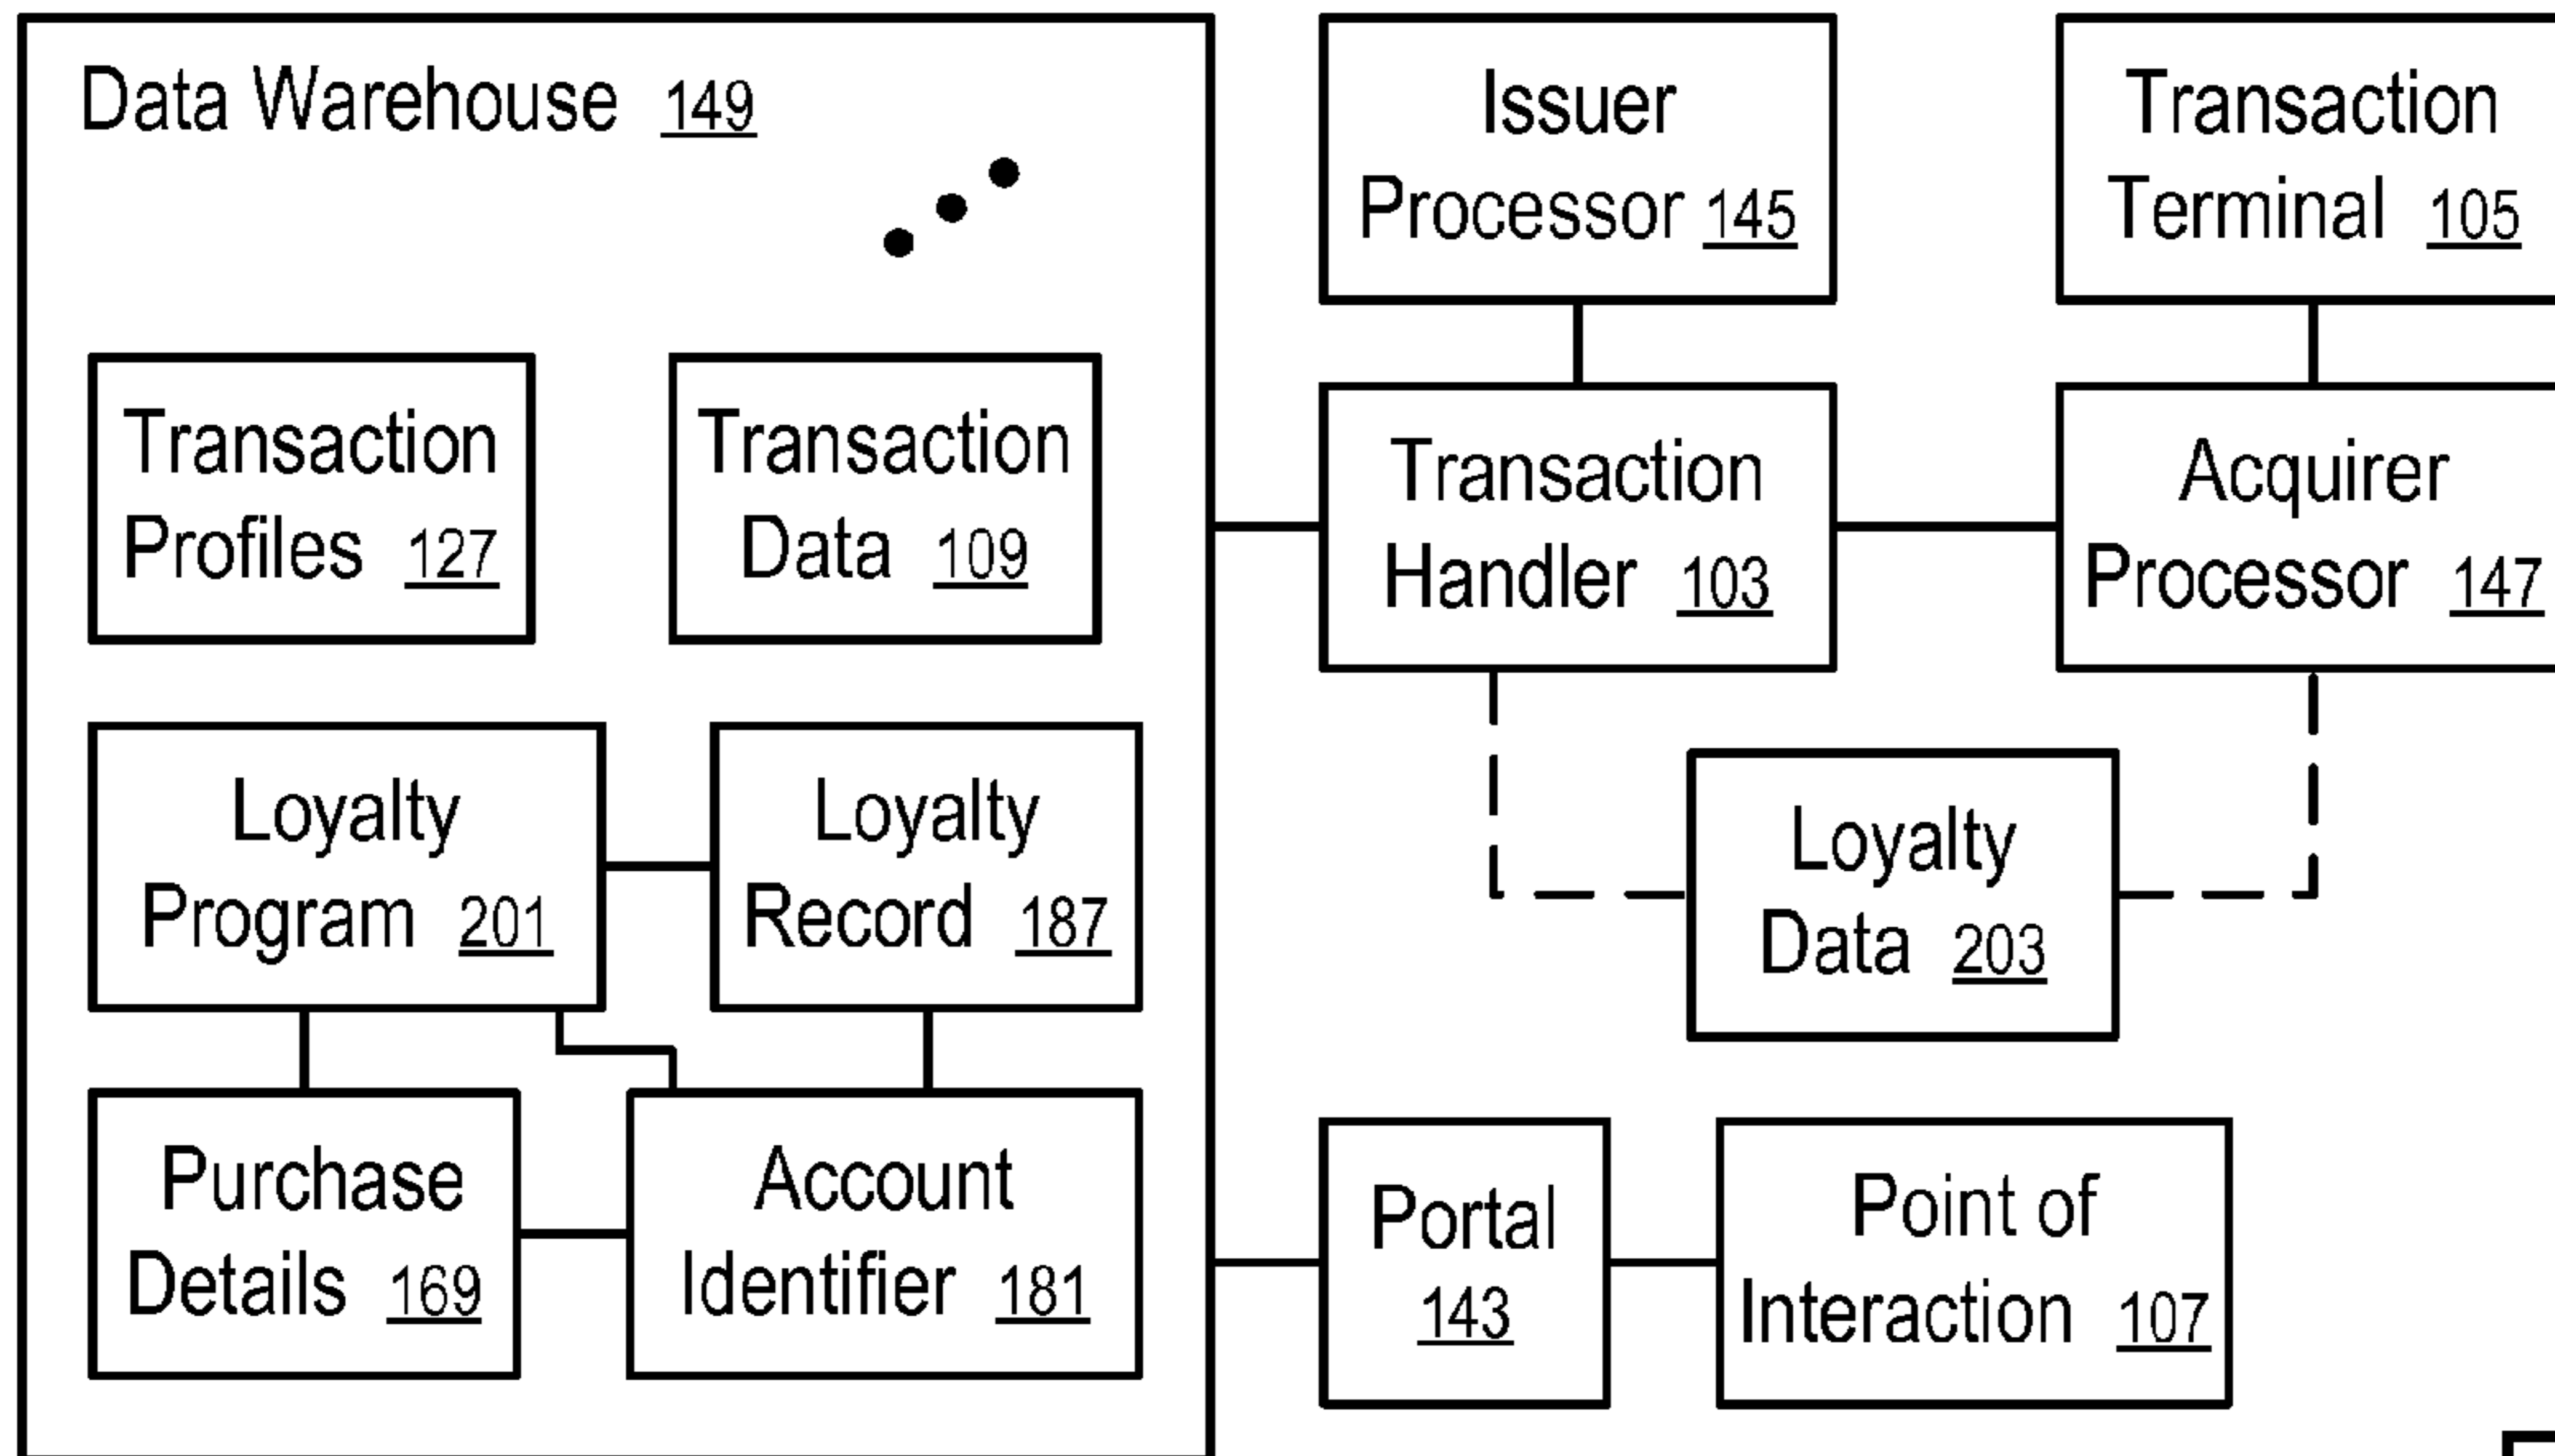 Data Warehouse 149
Transaction
Profiles 127
Transaction
Data 109
Loyalty
Program 201
Loyalty
Record 187
Purchase
Details 169
Account
Identifier 181
Issuer
Processor 145
Transaction
Terminal 105
Transaction
Handler 103
Acquirer
Processor 147
Loyalty
Data 203
Portal
143
Point of
Interaction 107